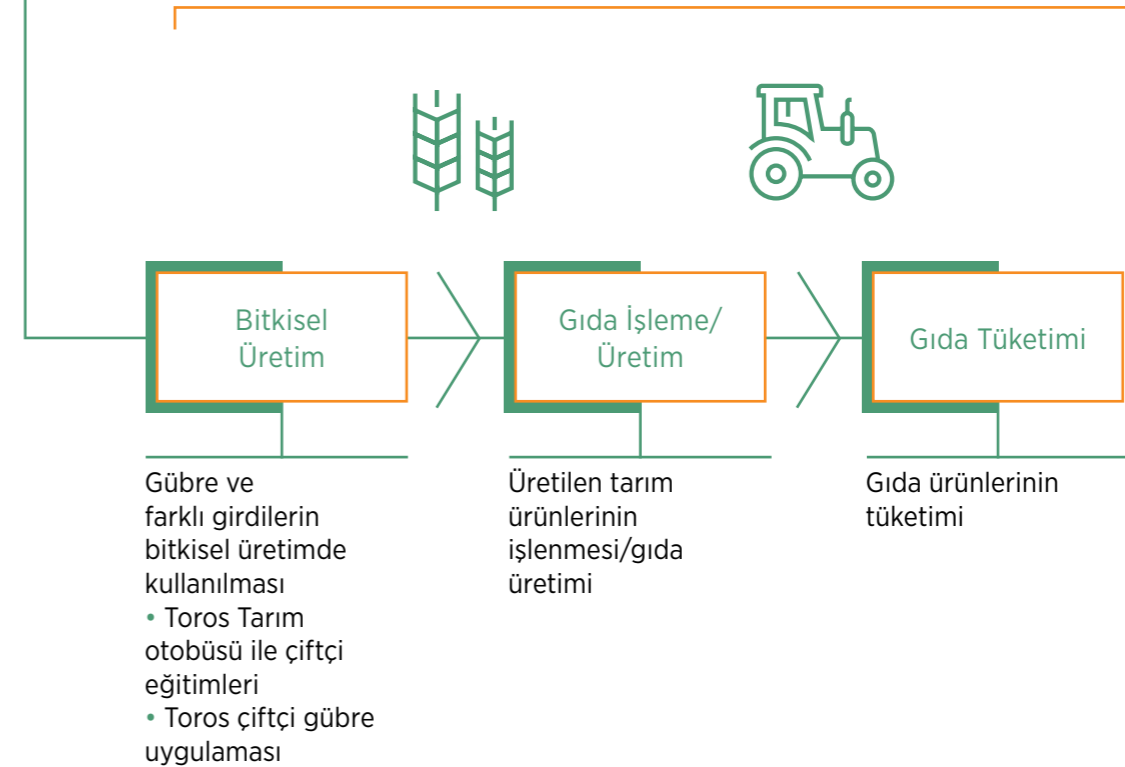 Bitkisel
Üretim
Gıda İşleme/
Üretim
Gıda Tüketimi
Gübre ve
farklı girdilerin
bitkisel üretimde
kullanılması
• Toros Tarım
otobüsü ile çiftçi
eğitimleri
• Toros çiftçi gübre
uygulaması
Üretilen tarım
ürünlerinin
işlenmesi/gıda
üretimi
Gıda ürünlerinin
tüketimi